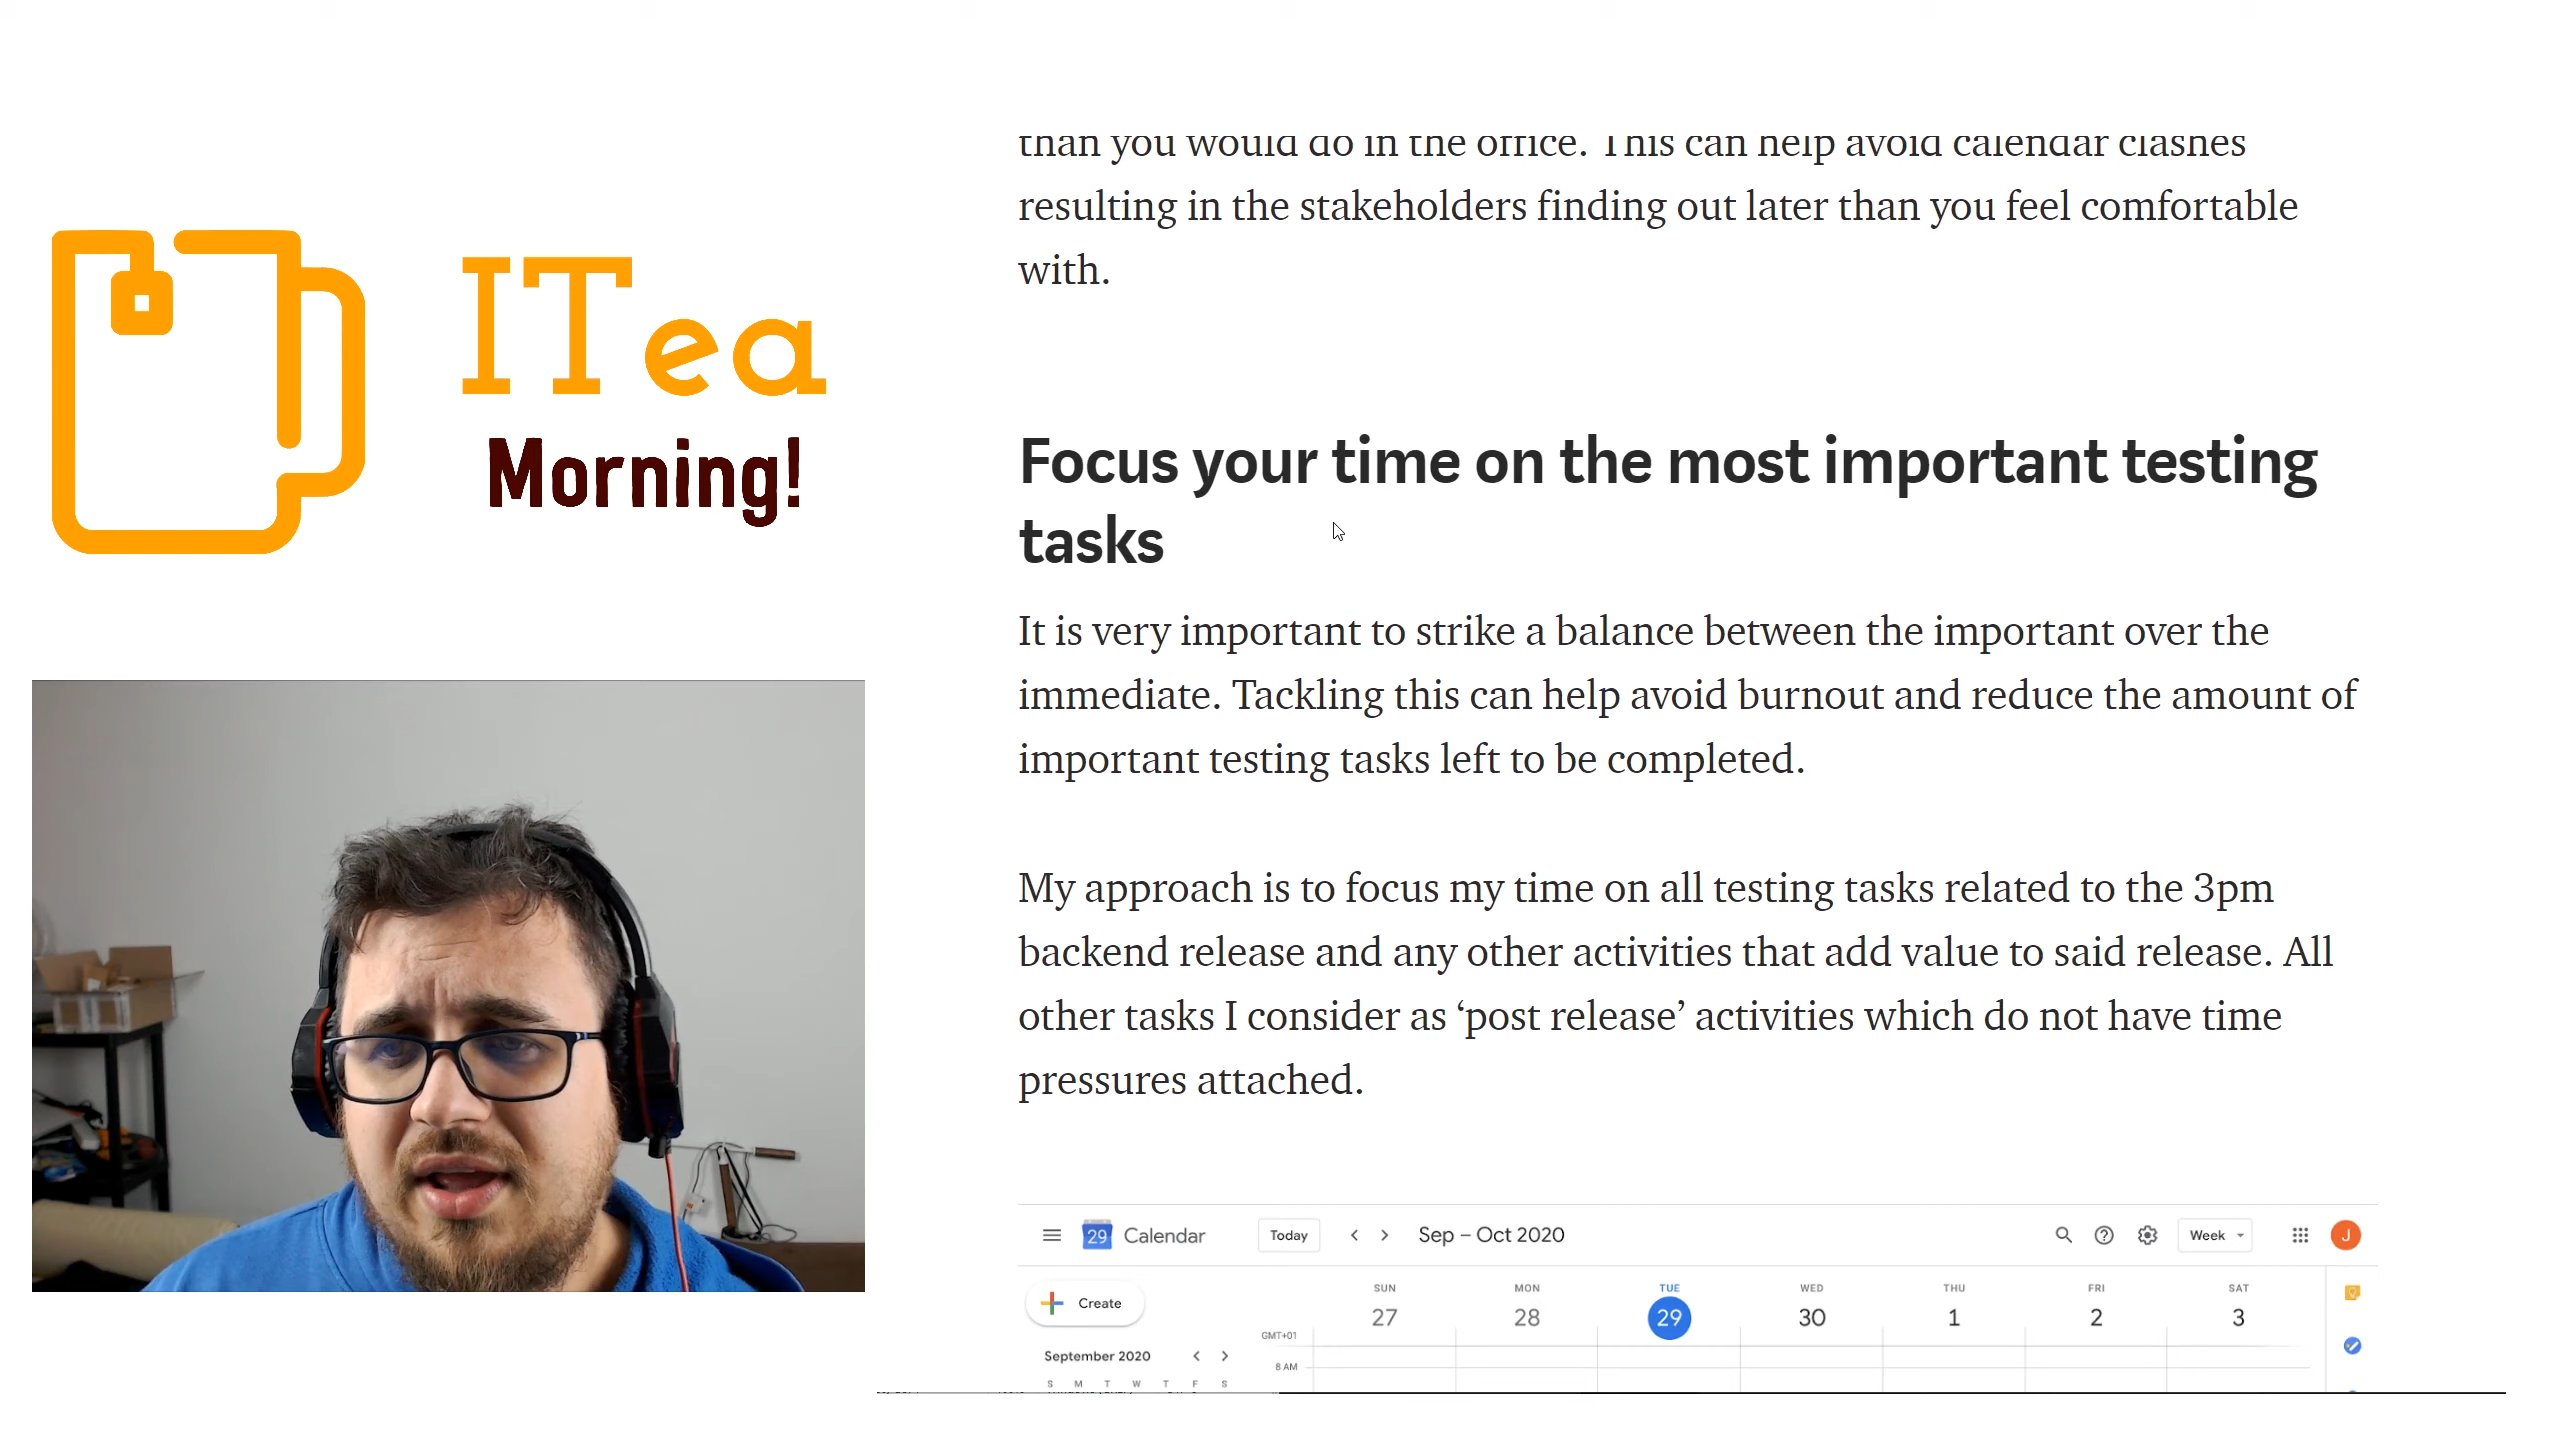 ITea
Morning!
than you would do in the office. This can help avoid calendar clashes
resulting in the stakeholders finding out later than you feel comfortable
with.
Focus your time on the most important testing
tasks
It is very important to strike a balance between the important over the
immediate. Tackling this can help avoid burnout and reduce the amount of
important testing tasks left to be completed.
My approach is to focus my time on all testing tasks related to the 3pm
backend release and any other activities that add value to said release. All
other tasks I consider as ‘post release’ activities which do not have time
pressures attached.
29 Calendar Today Sep – Oct 2020 Week J
Create
SUN MON TUE WED THU FRI SAT
27 28 29 30 1 2 3
GMT+01
September 2020
8 AM
S M T W T F S